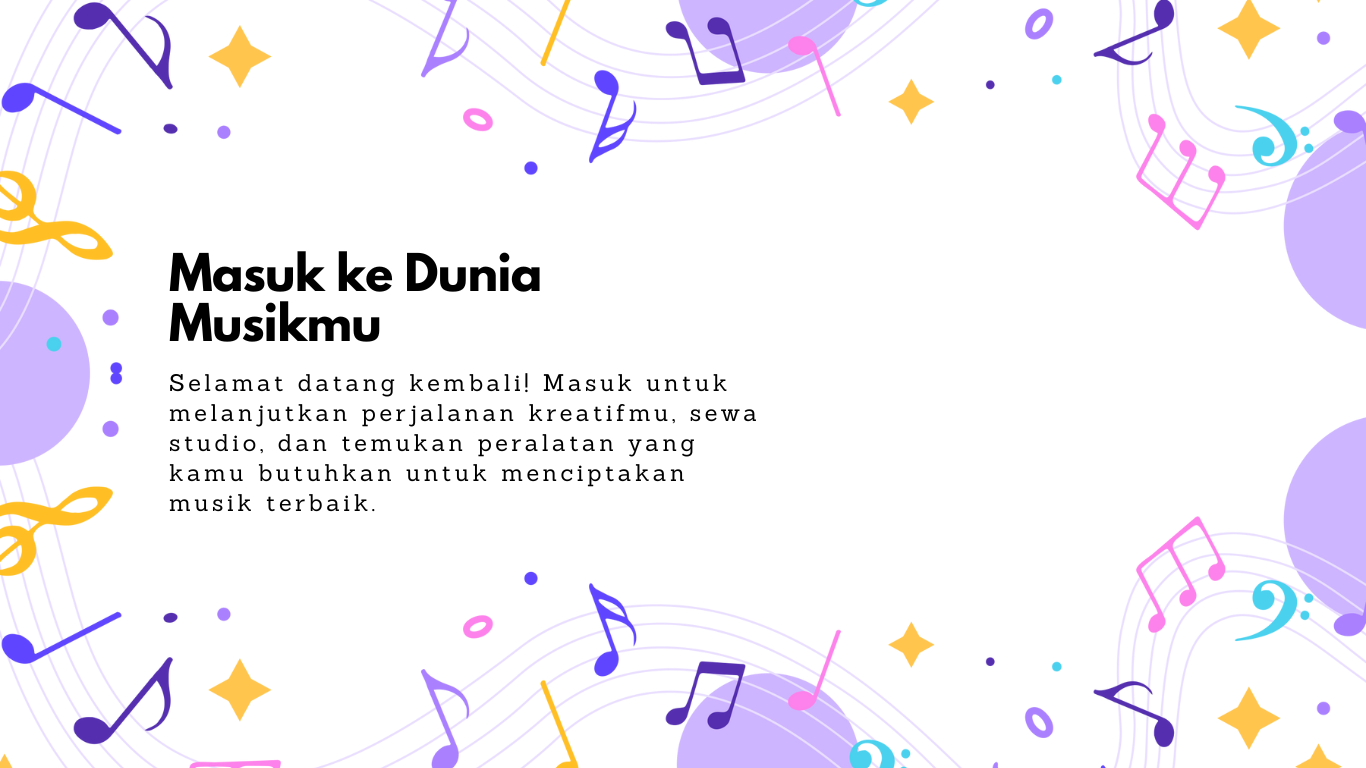 Masuk ke Dunia
Musikmu
Selamat datang kembali! Masuk untuk
melanjutkan perjalanan kreatifmu, sewa
studio, dan temukan peralatan yang
kamu butuhkan untuk menciptakan
musik terbaik.